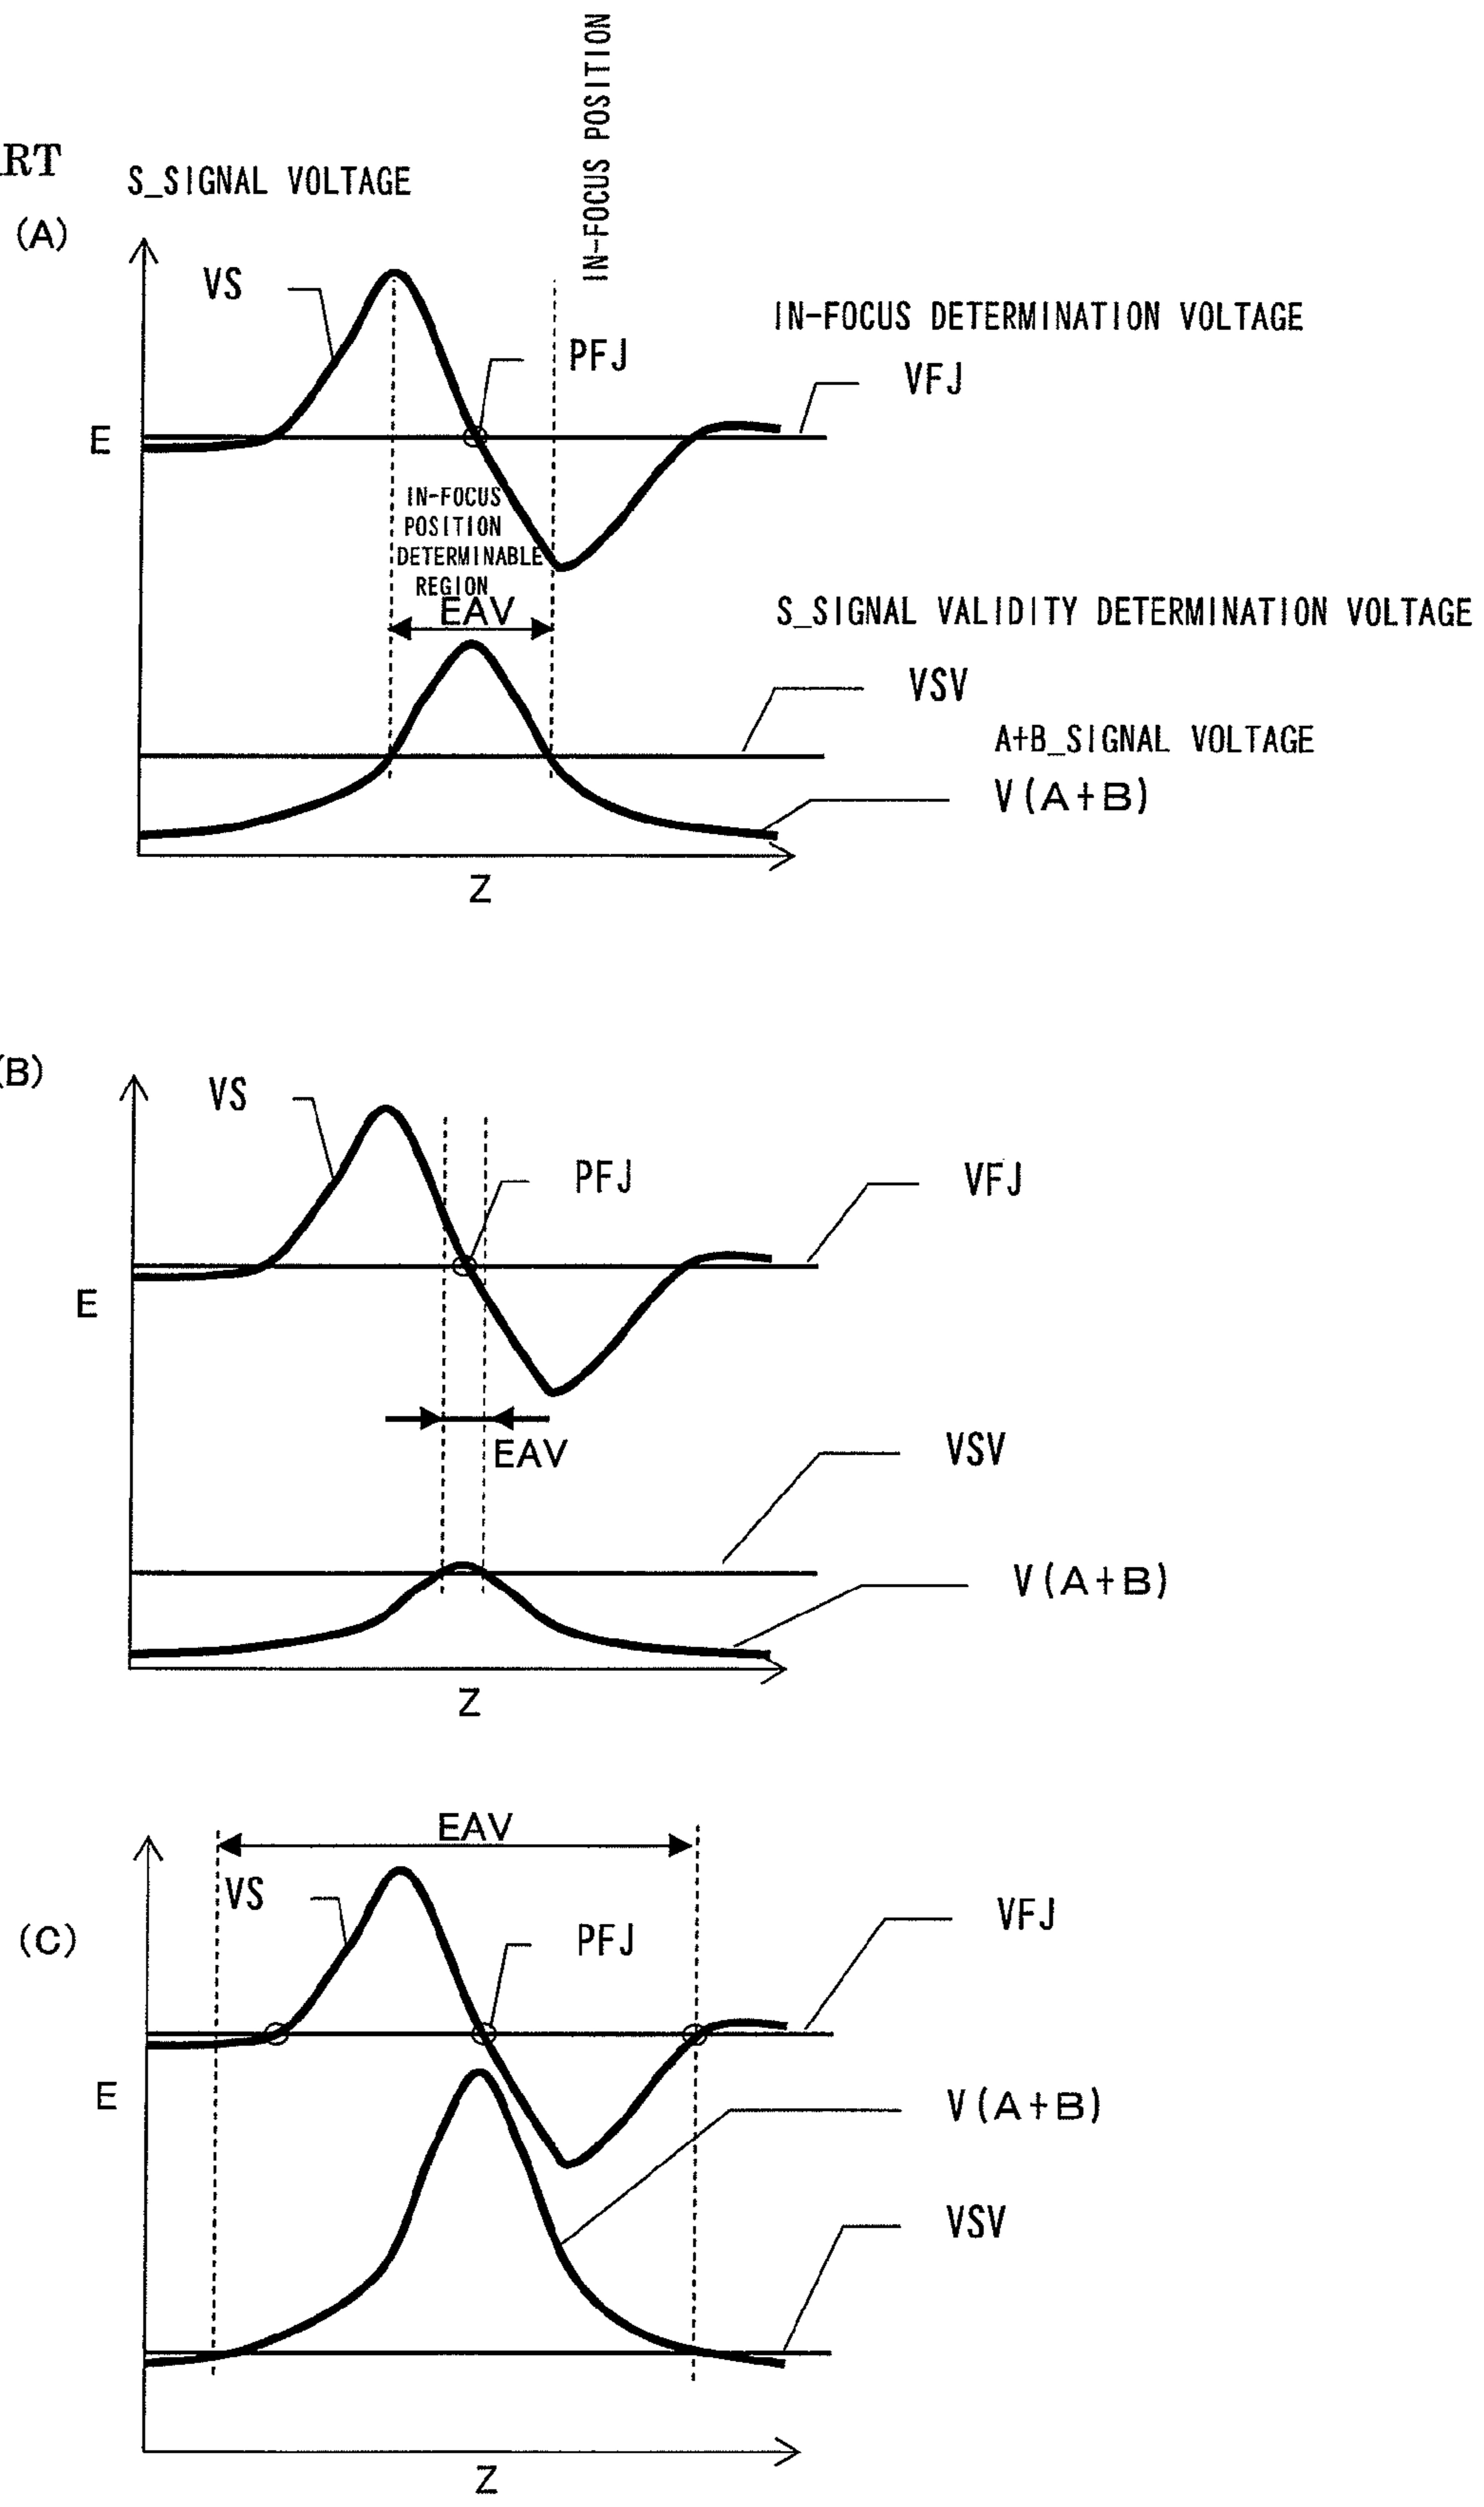 RT
S_SIGNAL VOLTAGE
IN-FOCUS POSITION
(A)
VS
IN-FOCUS DETERMINATION VOLTAGE
PFJ
VFJ
E
IN-FOCUS
POSITION
DETERMINABLE
REGION
EAV
S_SIGNAL VALIDITY DETERMINATION VOLTAGE
VSV
A+B_SIGNAL VOLTAGE
V(A+B)
Z
(B)
VS
PFJ
VFJ
E
EAV
VSV
V(A+B)
Z
EAV
VS
(C)
PFJ
VFJ
E
V(A+B)
VSV
Z